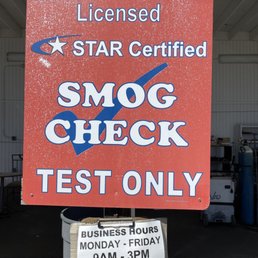 Licensed
STAR Certified
SMOG
CHECK
TEST ONLY
BUSINESS HOURS
MONDAY - FRIDAY
9AM - 3PM